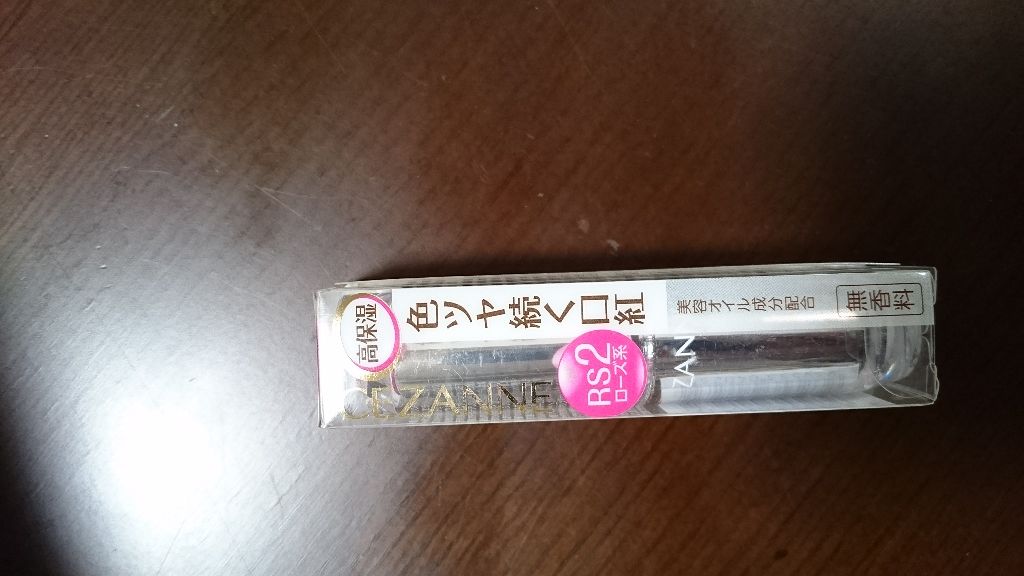 高保湿
色ツヤ続く口紅
美容オイル成分配合
無香料
CEZANNE
RS2
ローズ系
ZAN